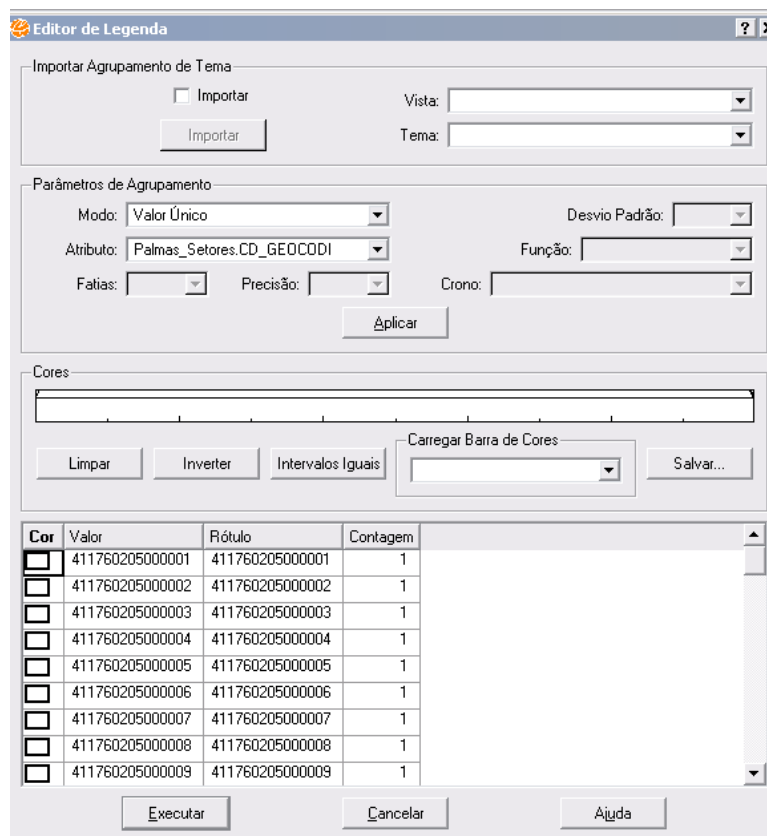 Editor de Legenda
Importar Agrupamento de Tema
Importar
Vista:
Importar
Tema:
Parâmetros de Agrupamento
Modo: Valor Único
Desvio Padrão:
Atributo: Palmas_Setores.CD_GEOCODI
Função:
Fatias:
Precisão:
Crono:
Aplicar
Cores
Carregar Barra de Cores
Limpar
Inverter
Intervalos Iguais
Salvar...
Cor Valor Rótulo Contagem
411760205000001 411760205000001 1
411760205000002 411760205000002 1
411760205000003 411760205000003 1
411760205000004 411760205000004 1
411760205000005 411760205000005 1
411760205000006 411760205000006 1
411760205000007 411760205000007 1
411760205000008 411760205000008 1
411760205000009 411760205000009 1
Executar
Cancelar
Ajuda